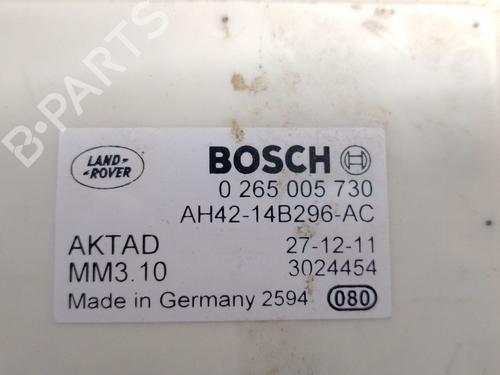 B-PARTS
LAND-
-ROVER
BOSCH
0 265 005 730
AH42-14B296-AC
AKTAD 27-12-11
MM3.10 3024454
Made in Germany 2594 080